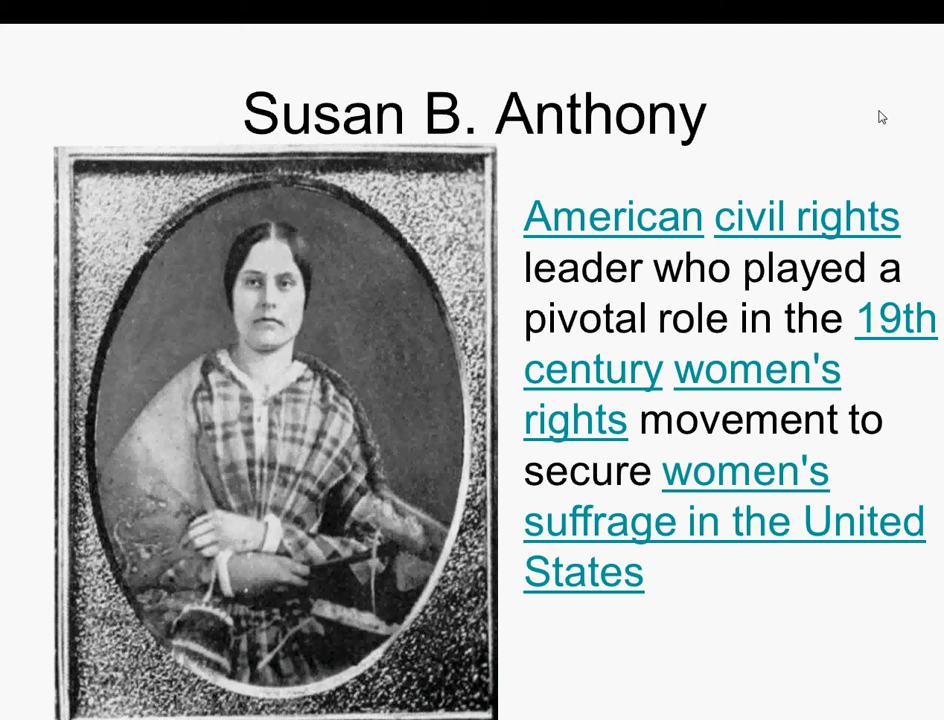 Susan B. Anthony
American civil rights
leader who played a
pivotal role in the 19th
century women's
rights movement to
secure women's
suffrage in the United
States